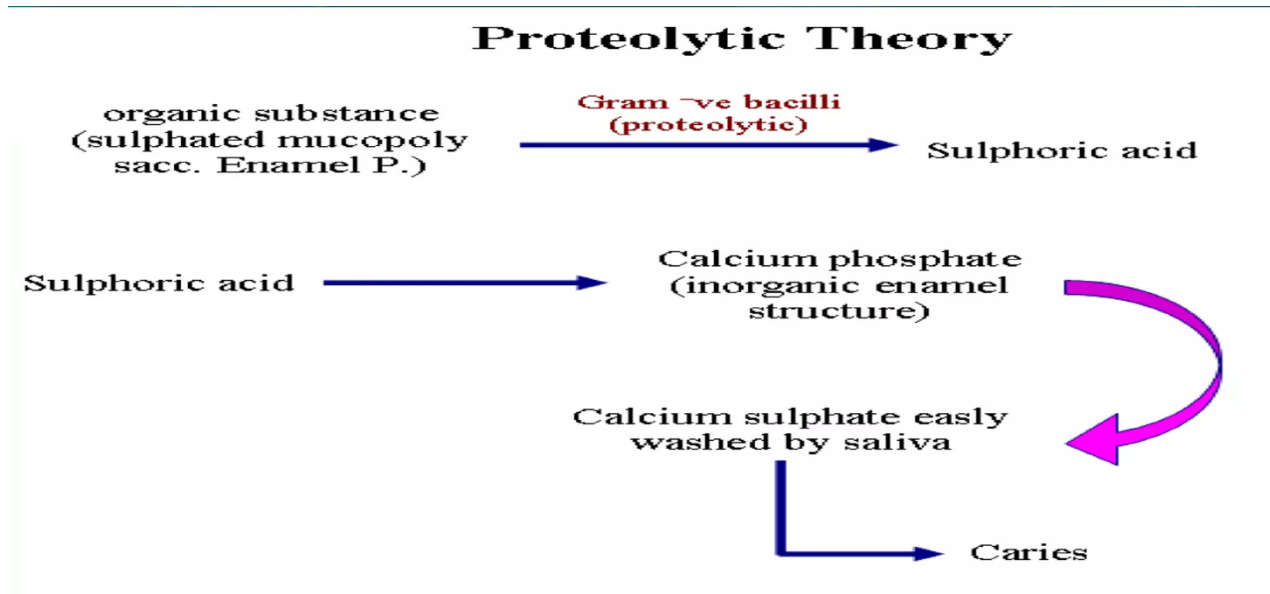 Proteolytic Theory
organic substance
(sulphated mucopoly
sacc. Enamel P.)
Gram -ve bacilli
(proteolytic)
Sulphoric acid
Sulphoric acid
Calcium phosphate
(inorganic enamel
structure)
Calcium sulphate easly
washed by saliva
Caries